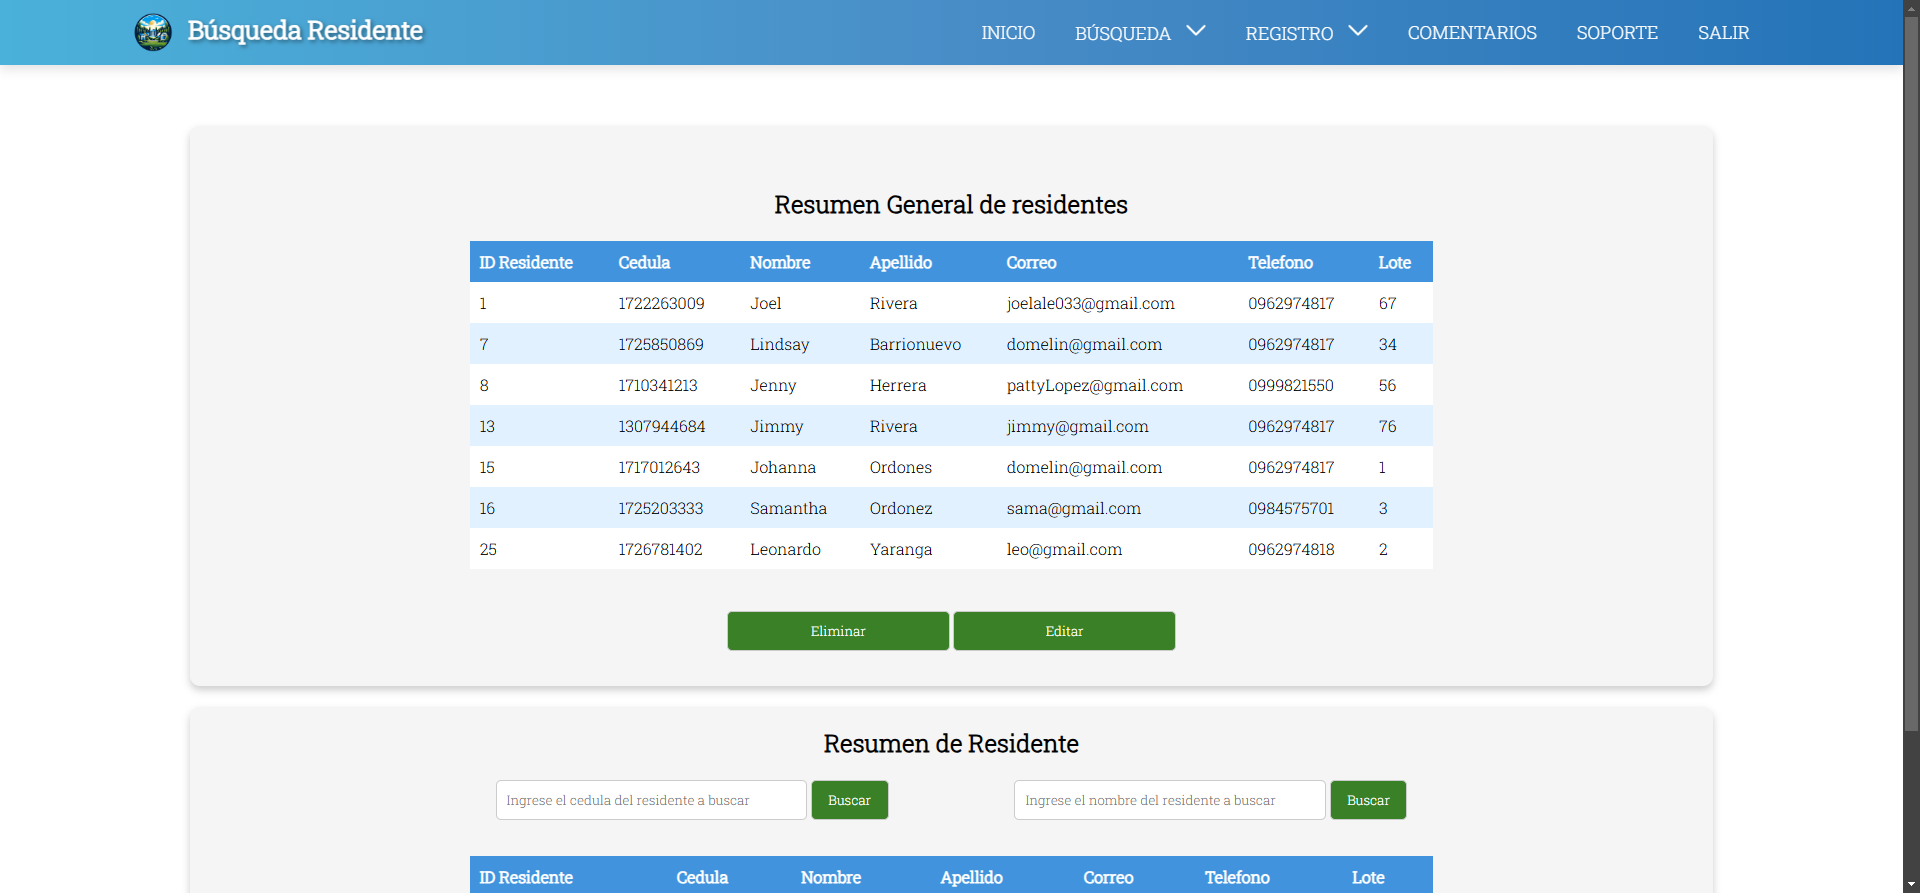 Búsqueda Residente
INICIO BÚSQUEDA REGISTRO COMENTARIOS SOPORTE SALIR
Resumen General de residentes
ID Residente Cedula Nombre Apellido Correo Telefono Lote
1 1722263009 Joel Rivera joelale033@gmail.com 0962974817 67
7 1725850869 Lindsay Barrionuevo domelin@gmail.com 0962974817 34
8 1710341213 Jenny Herrera pattyLopez@gmail.com 0999821550 56
13 1307944684 Jimmy Rivera jimmy@gmail.com 0962974817 76
15 1717012643 Johanna Ordones domelin@gmail.com 0962974817 1
16 1725203333 Samantha Ordonez sama@gmail.com 0984575701 3
25 1726781402 Leonardo Yaranga leo@gmail.com 0962974818 2
Eliminar Editar
Resumen de Residente
Ingrese el cedula del residente a buscar Buscar Ingrese el nombre del residente a buscar Buscar
ID Residente Cedula Nombre Apellido Correo Telefono Lote